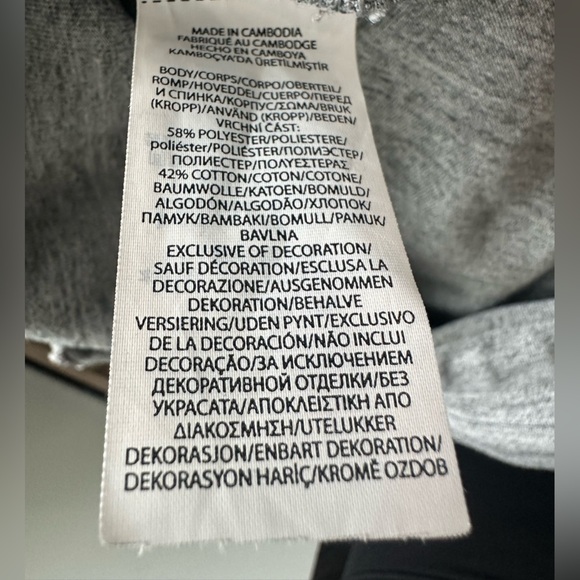 MADE IN CAMBODIA
FABRIQUÉ AU CAMBODGE
HECHO EN CAMBOYA
KAMBOÇYA'DA ÜRETİLMİŞTİR
BODY/CORPS/CORPO/OBERTEIL/
ROMP/HOVEDDEL/CUERPO/ПЕРЕД
И СПИНКА/КОРПУС/ΣΩΜΑ/BRUK
(KROPP)/ANVÄND (KROPP)/BEDEN/
VRCHNÍ ČÁST:
58% POLYESTER/POLIESTERE/
poliéster/POLIÉSTER/ПОЛИЭСТЕР/
ПОЛИЕСТЕР/ΠΟΛΥΕΣΤΕΡΑΣ
42% COTTON/COTON/COTONE/
BAUMWOLLE/KATOEN/BOMULD/
ALGODÓN/ALGODÃO/ХЛОПОК/
ПАМУК/ΒΑΜΒΑΚΙ/BOMULL/PAMUK/
BAVLNA
EXCLUSIVE OF DECORATION/
SAUF DÉCORATION/ESCLUSA LA
DECORAZIONE/AUSGENOMMEN
DEKORATION/BEHALVE
VERSIERING/UDEN PYNT/EXCLUSIVO
DE LA DECORACIÓN/NÃO INCLUI
DECORAÇÃO/ЗА ИСКЛЮЧЕНИЕМ
ДЕКОРАТИВНОЙ ОТДЕЛКИ/БЕЗ
УКРАСАТА/ΑΠΟΚΛΕΙΣΤΙΚΗ ΑΠΟ
ΔΙΑΚΟΣΜΗΣΗ/UTELUKKER
DEKORASJON/ENBART DEKORATION/
DEKORASYON HARİÇ/KROMĚ OZDOB